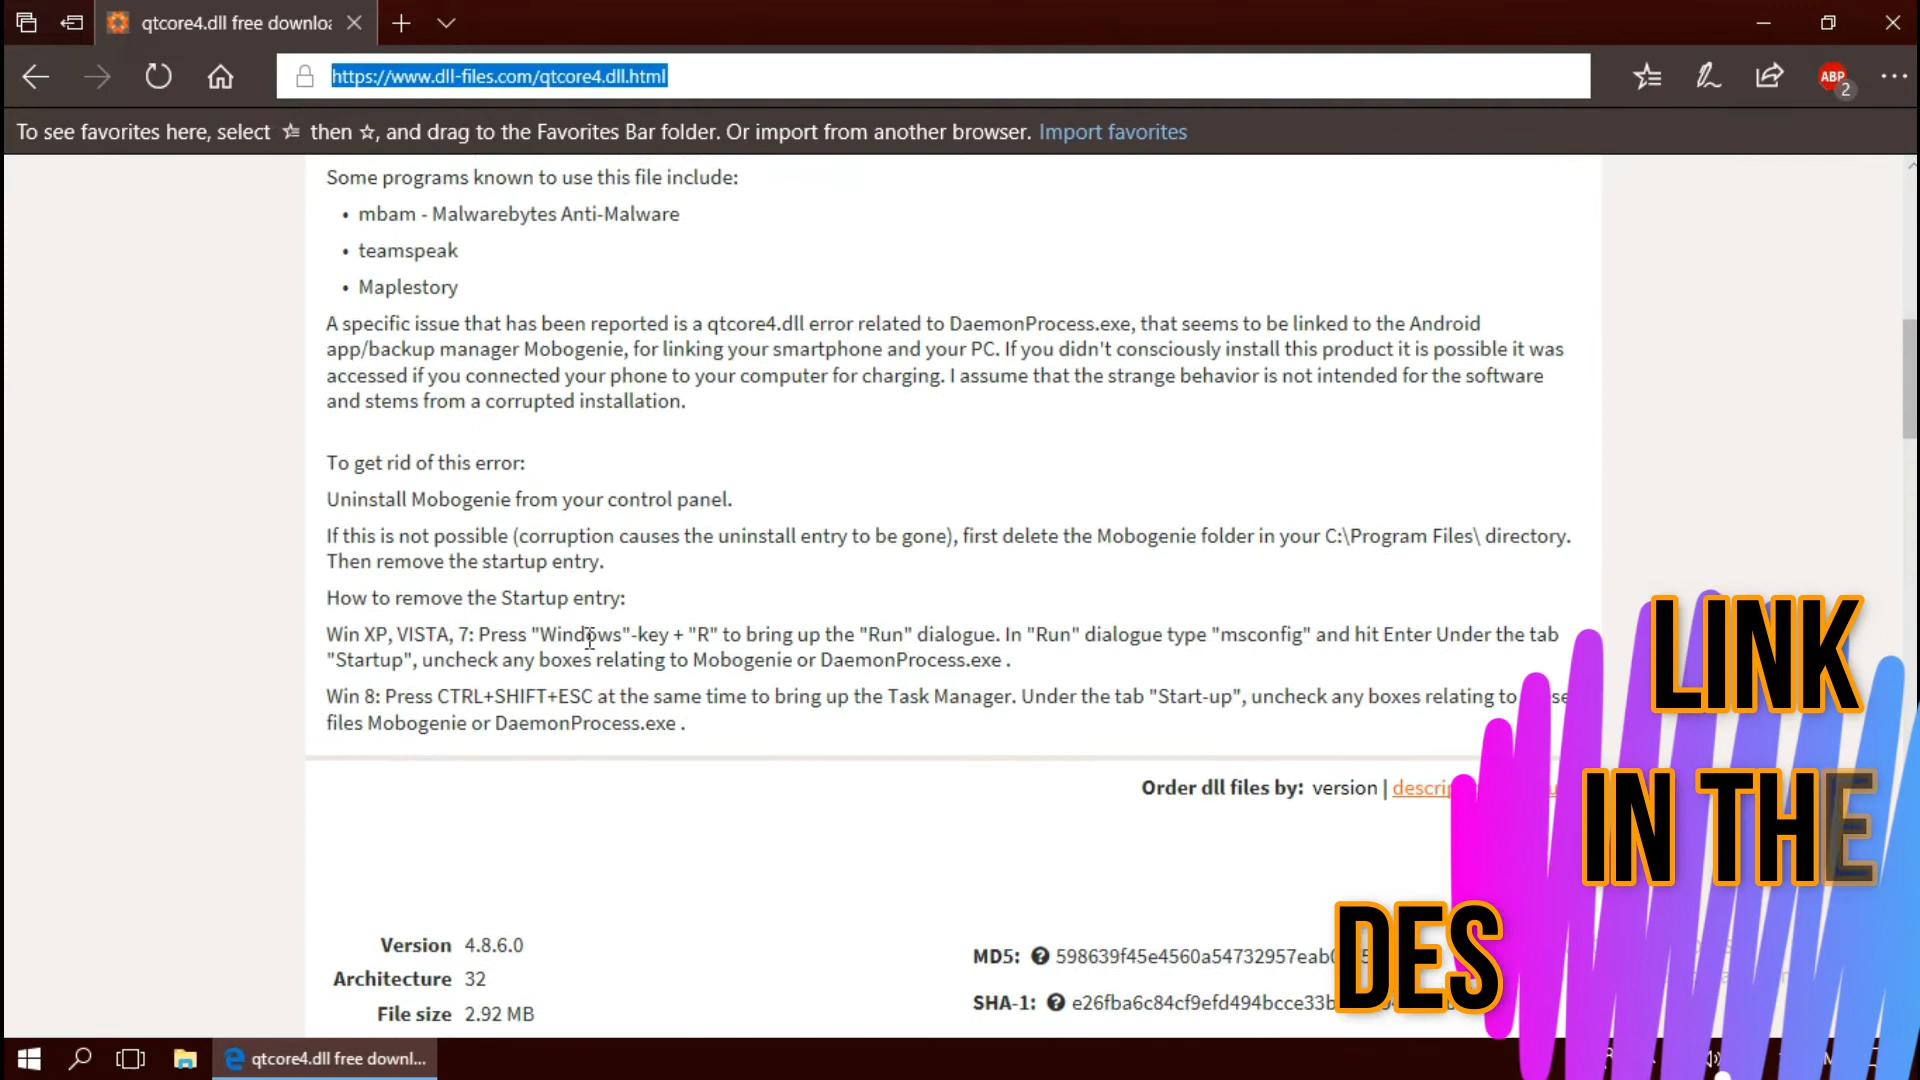 qtcore4.dll free downloa
https://www.dll-files.com/qtcore4.dll.html
ABP
2
To see favorites here, select then, and drag to the Favorites Bar folder. Or import from another browser. Import favorites
Some programs known to use this file include:
• mbam - Malwarebytes Anti-Malware
• teamspeak
• Maplestory
A specific issue that has been reported is a qtcore4.dll error related to DaemonProcess.exe, that seems to be linked to the Android
app/backup manager Mobogenie, for linking your smartphone and your PC. If you didn't consciously install this product it is possible it was
accessed if you connected your phone to your computer for charging. I assume that the strange behavior is not intended for the software
and stems from a corrupted installation.
To get rid of this error:
Uninstall Mobogenie from your control panel.
If this is not possible (corruption causes the uninstall entry to be gone), first delete the Mobogenie folder in your C:\Program Files\ directory.
Then remove the startup entry.
How to remove the Startup entry:
Win XP, VISTA, 7: Press "Windows"-key + "R" to bring up the "Run" dialogue. In "Run" dialogue type "msconfig" and hit Enter Under the tab
"Startup", uncheck any boxes relating to Mobogenie or DaemonProcess.exe .
Win 8: Press CTRL+SHIFT+ESC at the same time to bring up the Task Manager. Under the tab "Start-up", uncheck any boxes relating to
files Mobogenie or DaemonProcess.exe .
Order dll files by: version | descrip
Version 4.8.6.0
Architecture 32
File size 2.92 MB
MD5: 598639f45e4560a54732957eab
SHA-1: e26fba6c84cf9efd494bcce33b
LINK
IN THE
DES
qtcore4.dll free downl...